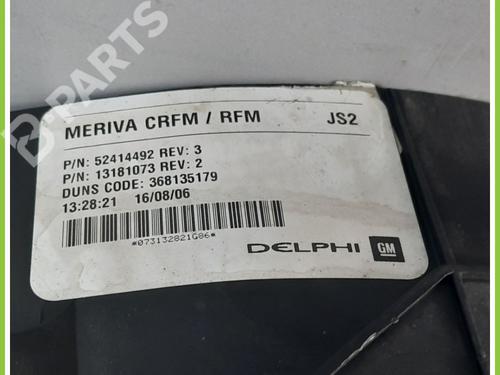 B-PARTS
MERIVA CRFM / RFM JS2
P/N: 52414492 REV: 3
P/N: 13181073 REV: 2
DUNS CODE: 368135179
13:28:21 16/08/06
*073132821G86*
DELPHI GM